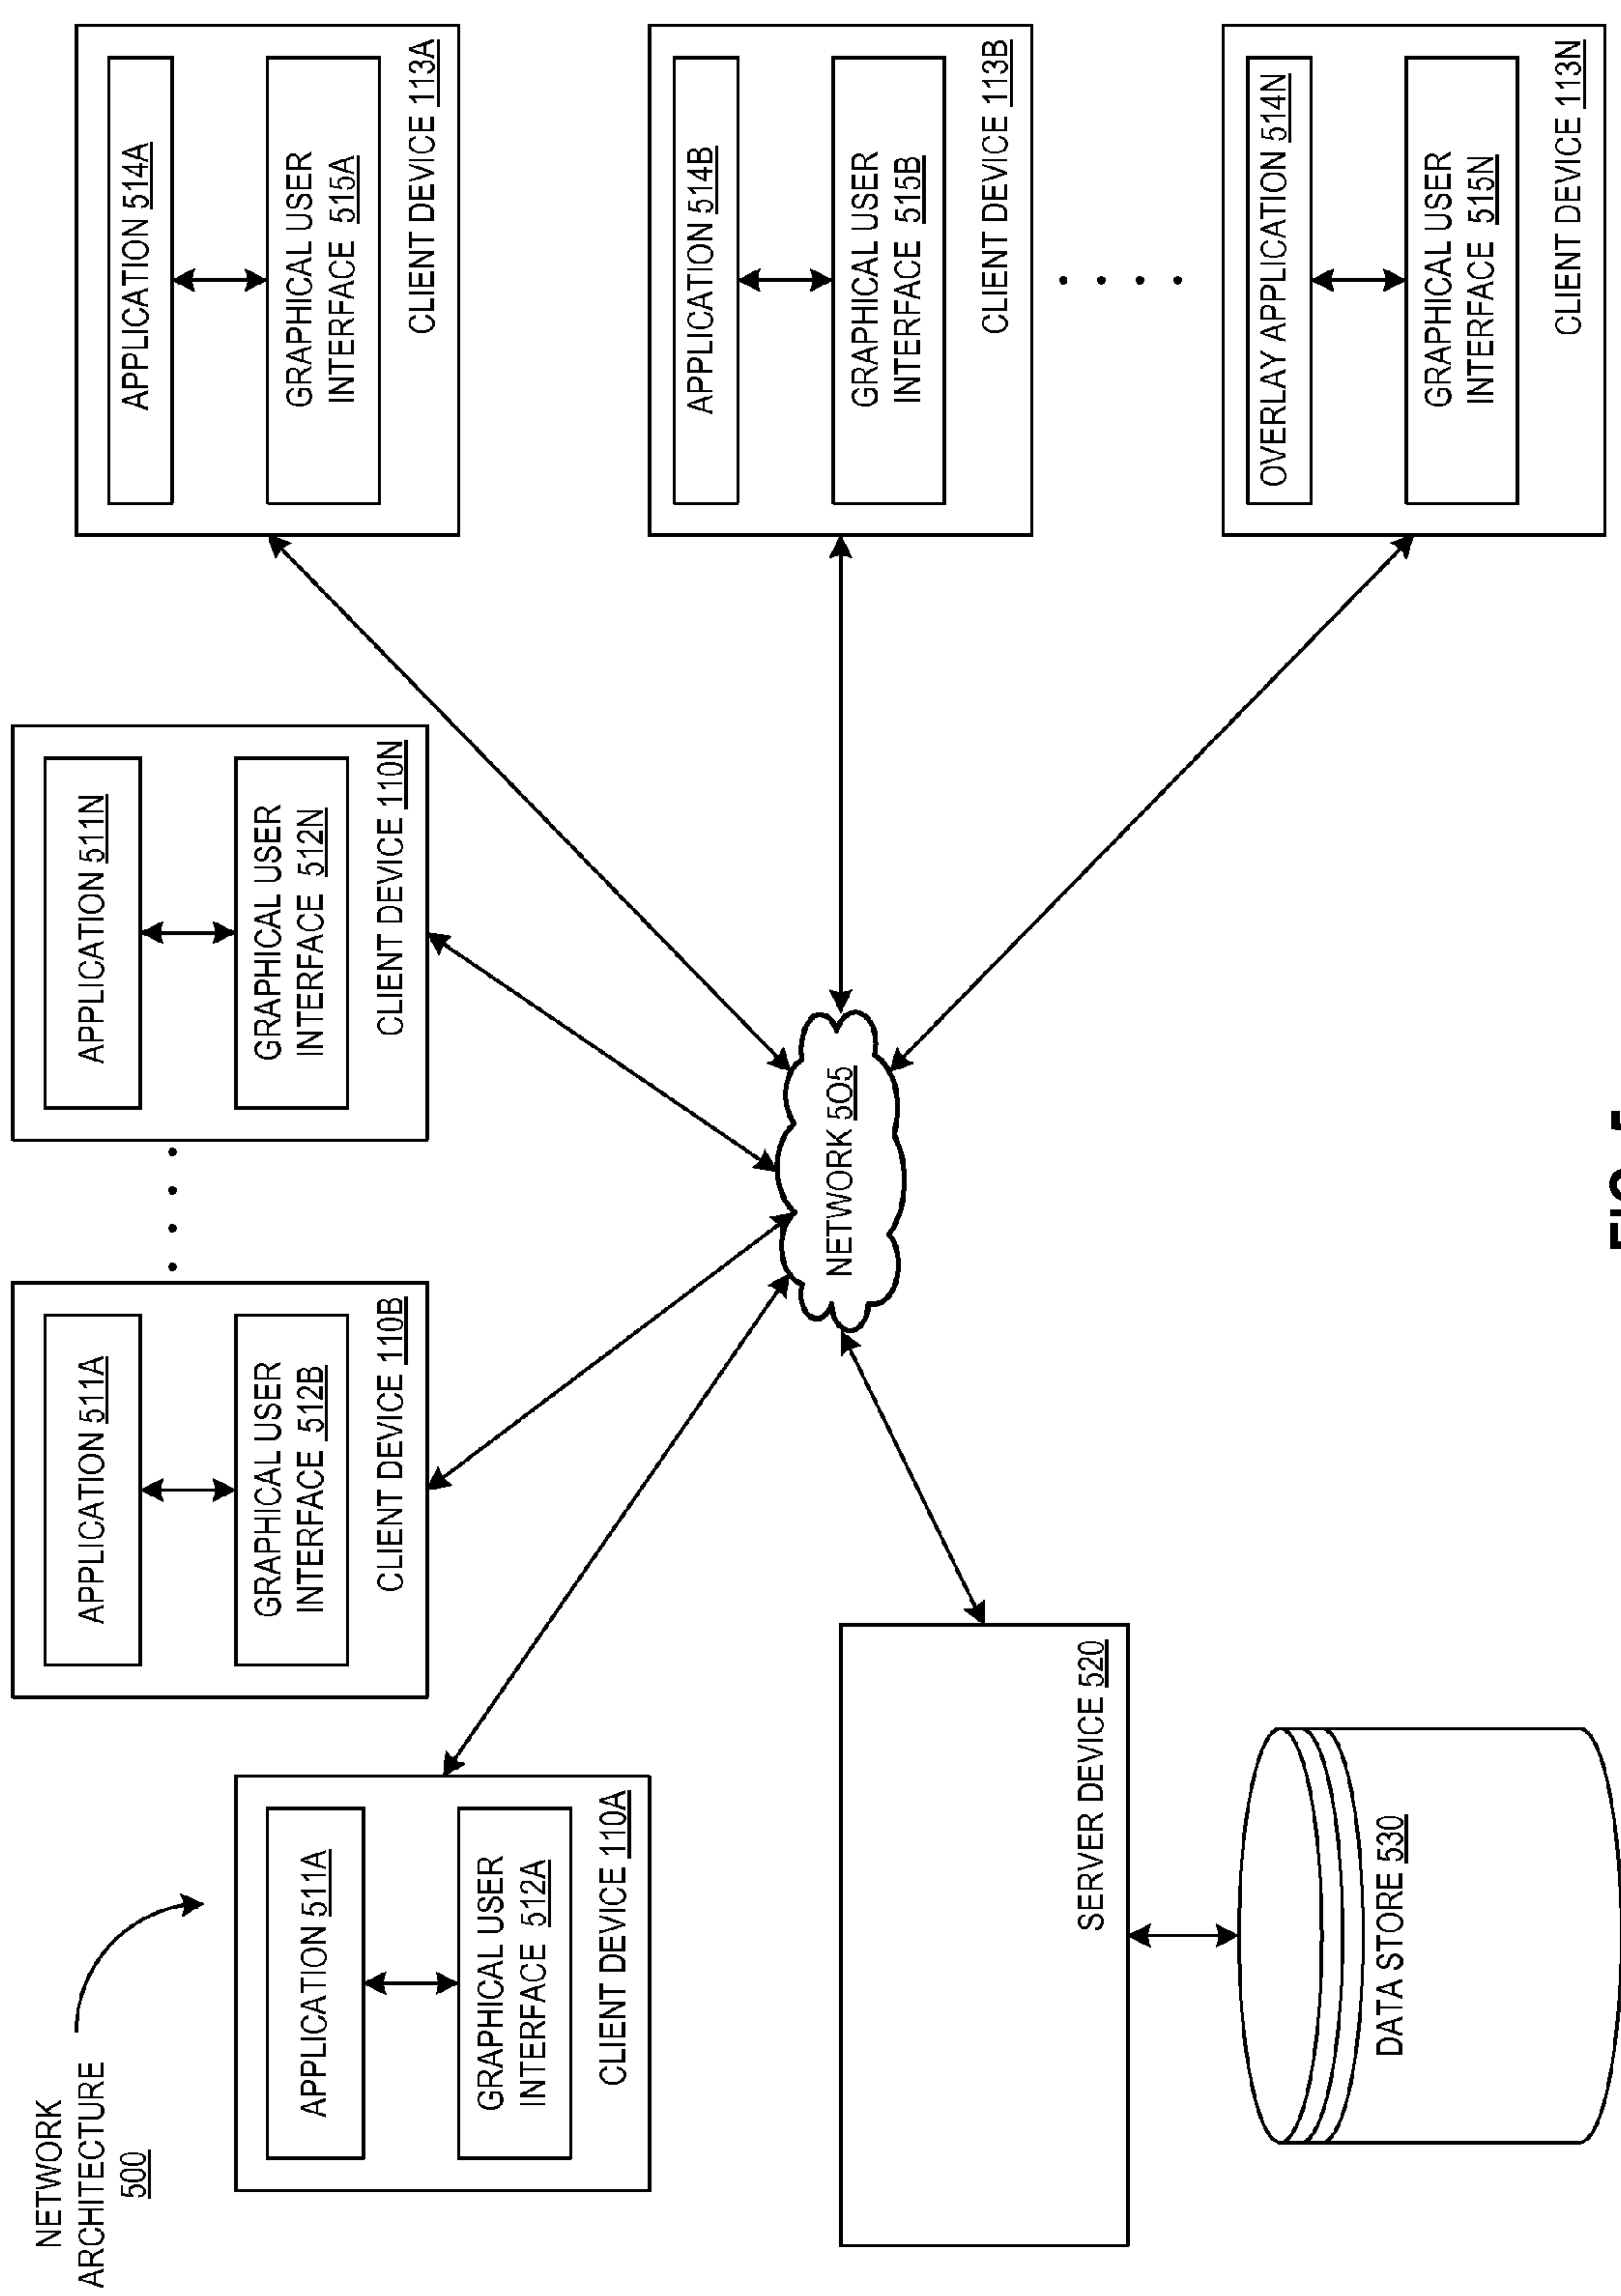 NETWORK
ARCHITECTURE
500
APPLICATION 511A
GRAPHICAL USER
INTERFACE 512A
CLIENT DEVICE 110A
APPLICATION 511A
GRAPHICAL USER
INTERFACE 512B
CLIENT DEVICE 110B
APPLICATION 511N
GRAPHICAL USER
INTERFACE 512N
CLIENT DEVICE 110N
APPLICATION 514A
GRAPHICAL USER
INTERFACE 515A
CLIENT DEVICE 113A
APPLICATION 514B
GRAPHICAL USER
INTERFACE 515B
CLIENT DEVICE 113B
OVERLAY APPLICATION 514N
GRAPHICAL USER
INTERFACE 515N
CLIENT DEVICE 113N
NETWORK 505
SERVER DEVICE 520
DATA STORE 530